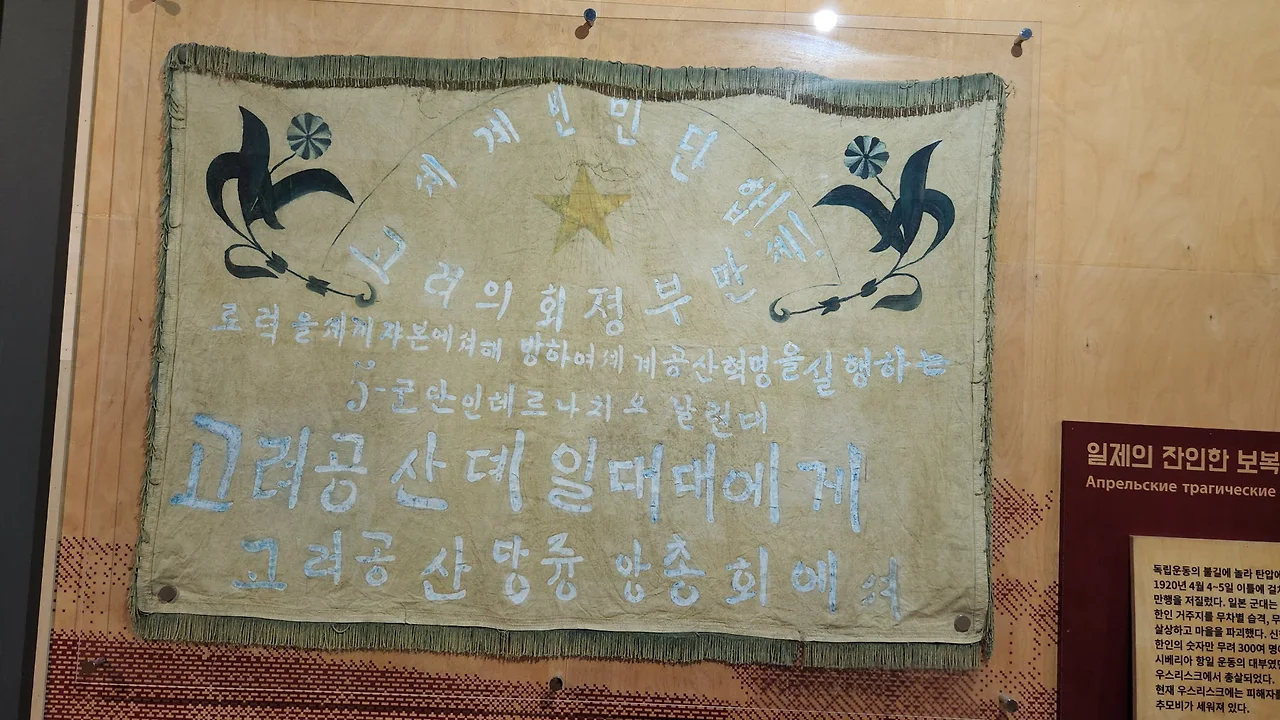 세계빈민단합!
고려의회정부만세!
로력을세계자본에셔해방하여세계공산혁명을실행하는
5-군안인테르나치오날련대
고려공산뎨일대대에게
고려공산당즁앙총회에셔
일제의 잔인한 보복
Апрельские трагические
독립운동의 불길에 놀라 탄압에
1920년 4월 4~5일 이틀에 걸쳐
만행을 저질렀다. 일본 군대는
한인 거주지를 무차별 습격, 무
살상하고 마을을 파괴했다. 신
한인의 숫자만 무려 300여 명에
시베리아 항일 운동의 대부였던
우스리스크에서 총살되었다.
현재 우스리스크에는 피해자를
추모비가 세워져 있다.